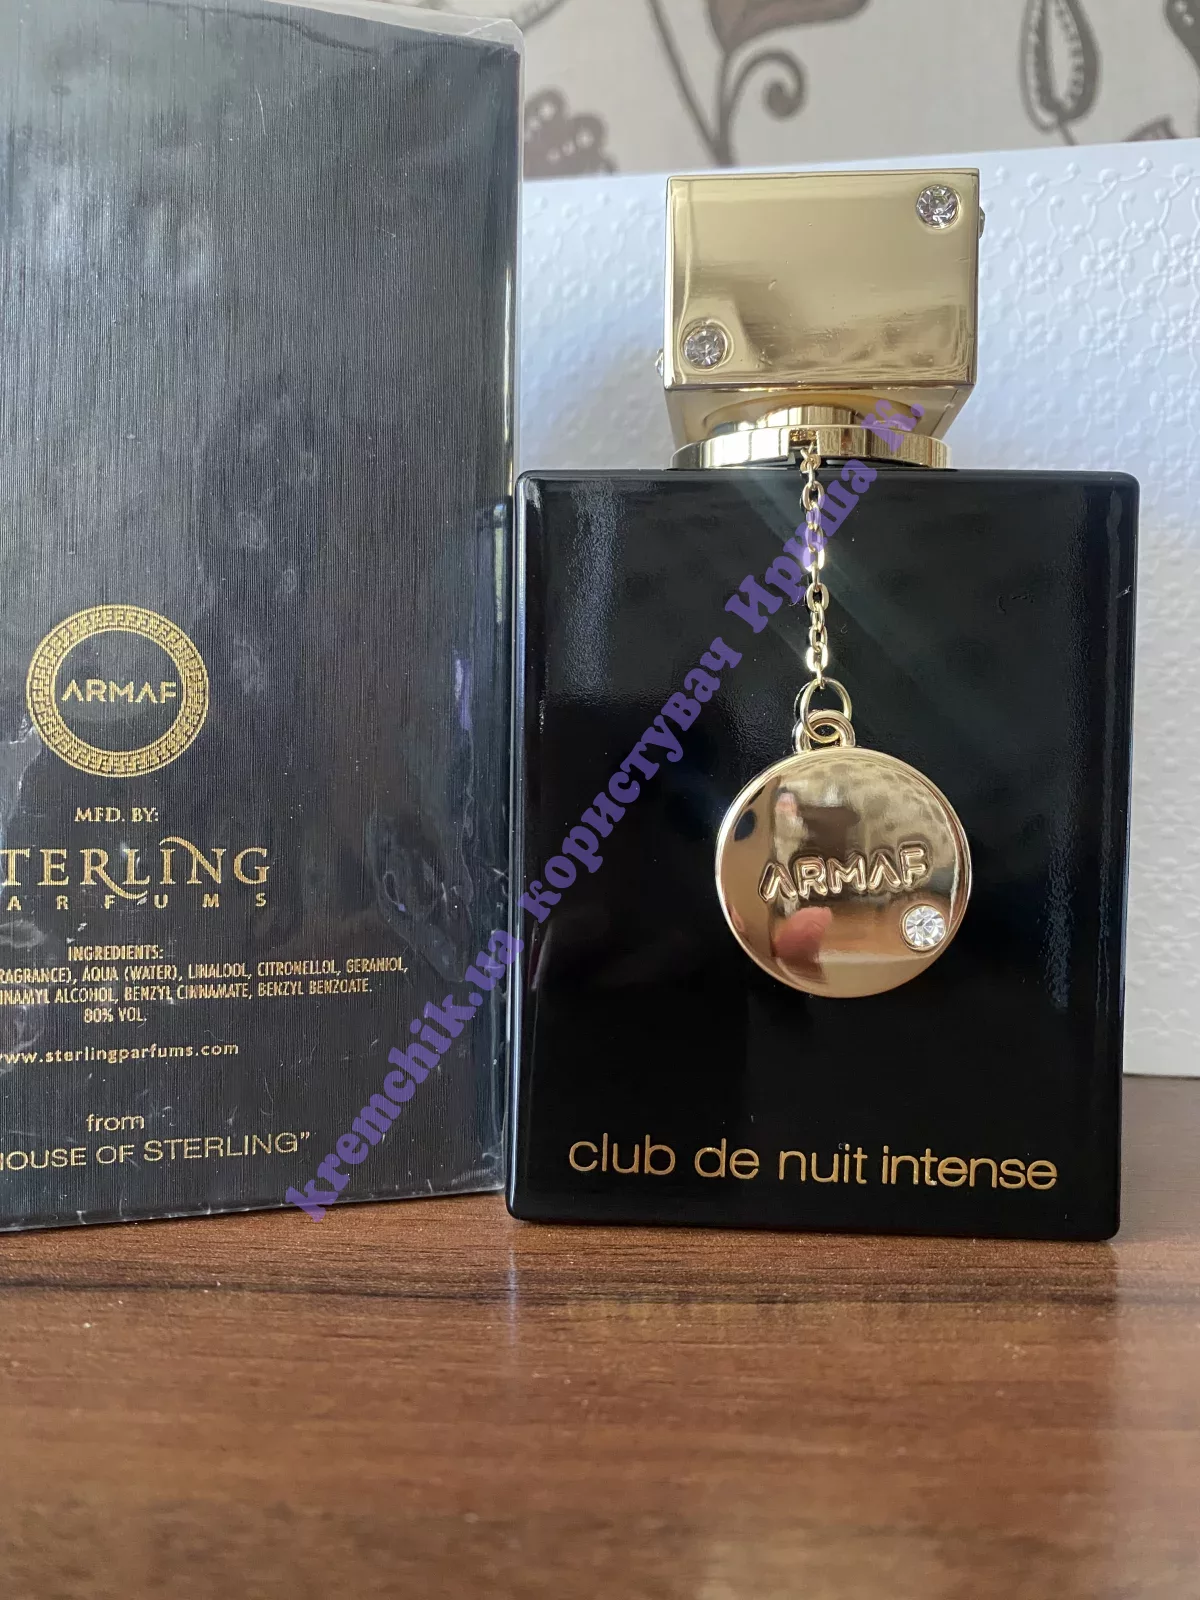 ARMAF
MFD. BY:
TERLING
ARFUMS
INGREDIENTS:
RAGRANCE), AQUA (WATER), LINALOOL, CITRONELLOL, GERANIOL,
NAMYL ALCOHOL, BENZYL CINNAMATE, BENZYL BENZOATE.
80% VOL.
www.sterlingparfums.com
from
HOUSE OF STERLING”
ARMAF
club de nuit intense
kremchik.ua користувач Ириша К.